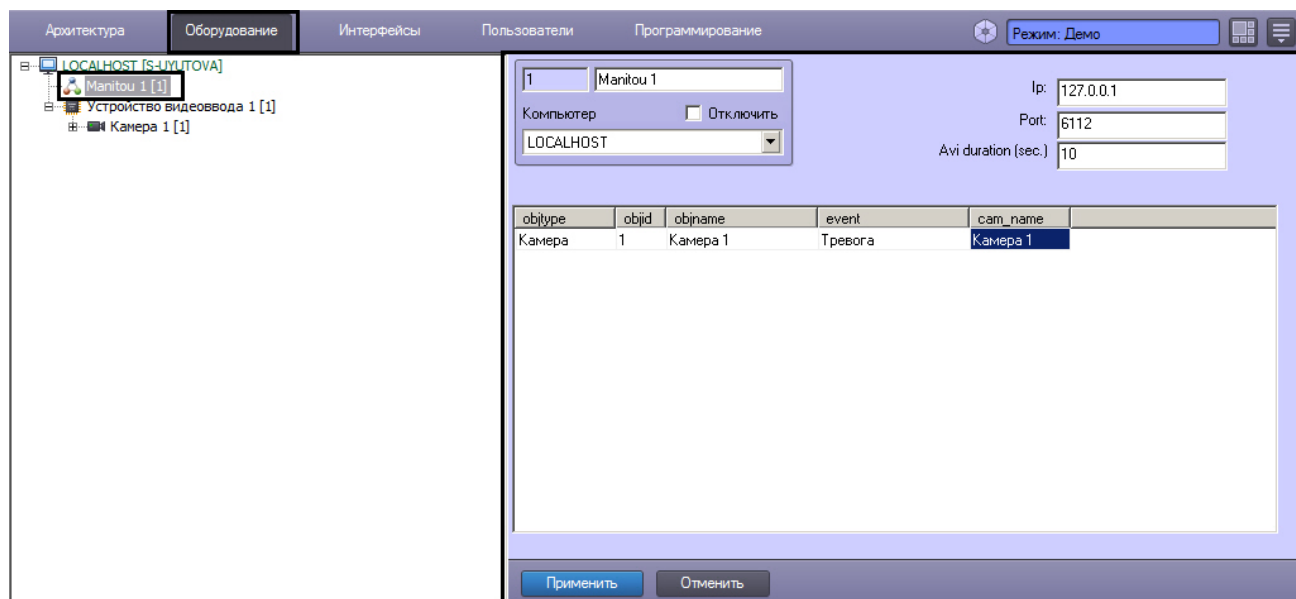 Архитектура Оборудование Интерфейсы Пользователи Программирование Режим: Демо
LOCALHOST [S-UYUTOVA]
Manitou 1 [1]
Устройство видеоввода 1 [1]
Камера 1 [1]
1 Manitou 1
Компьютер Отключить
LOCALHOST
Ip: 127.0.0.1
Port: 6112
Avi duration (sec.) 10
objtype objid objname event cam_name
Камера 1 Камера 1 Тревога Камера 1
Применить Отменить